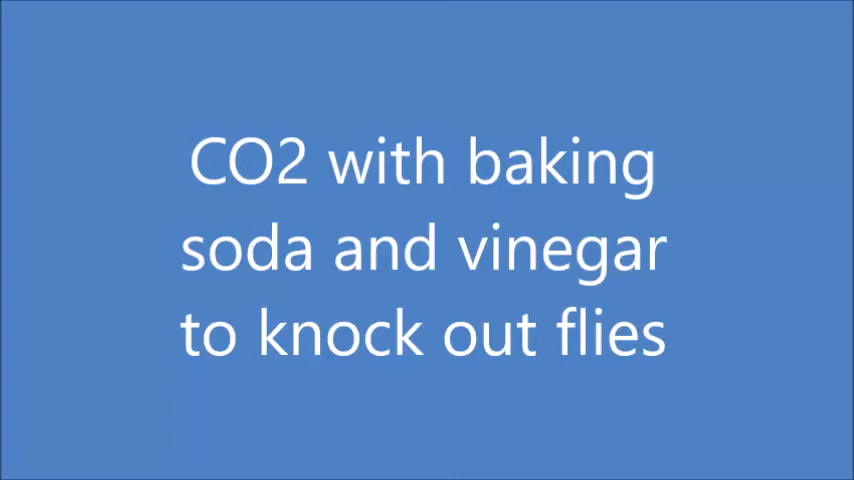 CO2 with baking
soda and vinegar
to knock out flies